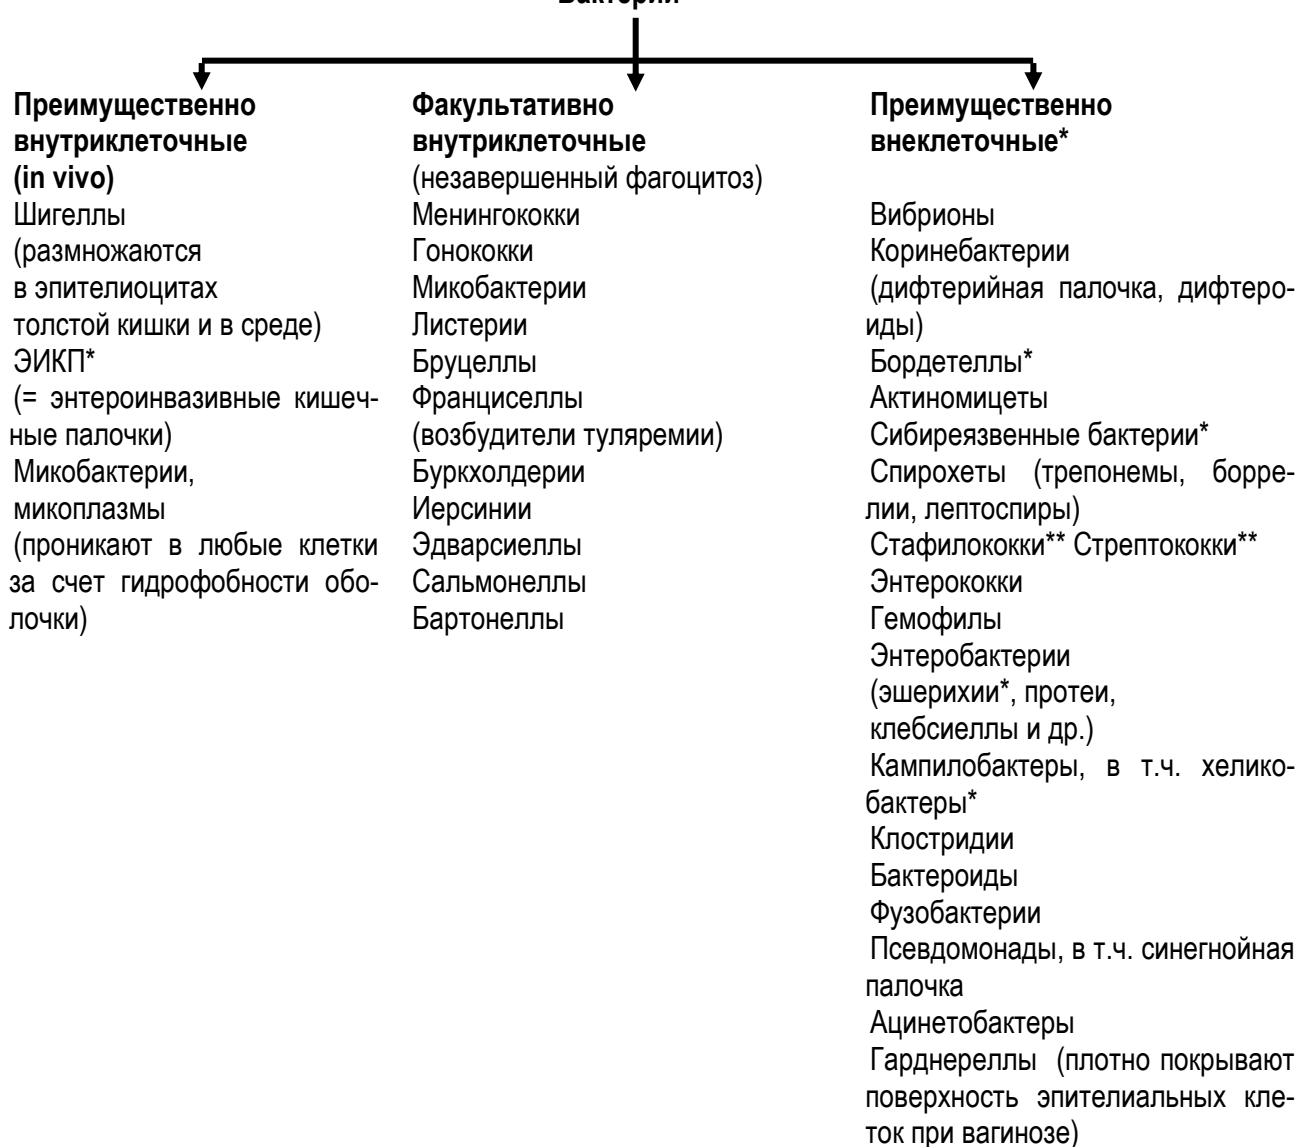 Бактерии
Преимущественно
внутриклеточные
(in vivo)
Шигеллы
(размножаются
в эпителиоцитах
толстой кишки и в среде)
ЭИКП*
(= энтероинвазивные кишеч-
ные палочки)
Микобактерии,
микоплазмы
(проникают в любые клетки
за счет гидрофобности обо-
лочки)
Факультативно
внутриклеточные
(незавершенный фагоцитоз)
Менингококки
Гонококки
Микобактерии
Листерии
Бруцеллы
Франциселлы
(возбудители туляремии)
Буркхолдерии
Иерсинии
Эдварсиеллы
Сальмонеллы
Бартонеллы
Преимущественно
внеклеточные*
Вибрионы
Коринебактерии
(дифтерийная палочка, дифтеро-
иды)
Бордетеллы*
Актиномицеты
Сибиреязвенные бактерии*
Спирохеты (трепонемы, борре-
лии, лептоспиры)
Стафилококки** Стрептококки**
Энтерококки
Гемофилы
Энтеробактерии
(эшерихии*, протеи,
клебсиеллы и др.)
Кампилобактеры, в т.ч. хелико-
бактеры*
Клостридии
Бактероиды
Фузобактерии
Псевдомонады, в т.ч. синегнойная
палочка
Ацинетобактеры
Гарднереллы (плотно покрывают
поверхность эпителиальных кле-
ток при вагинозе)